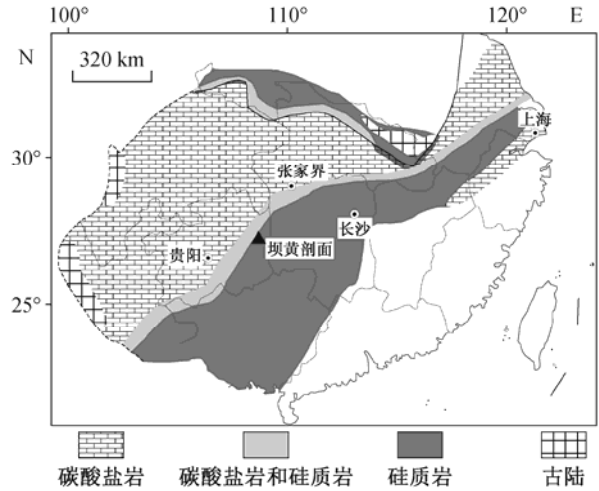 100° 110° 120° E
N
320 km
上海
30°
张家界
长沙
贵阳
坝黄剖面
25°
碳酸盐岩 碳酸盐岩和硅质岩 硅质岩 古陆